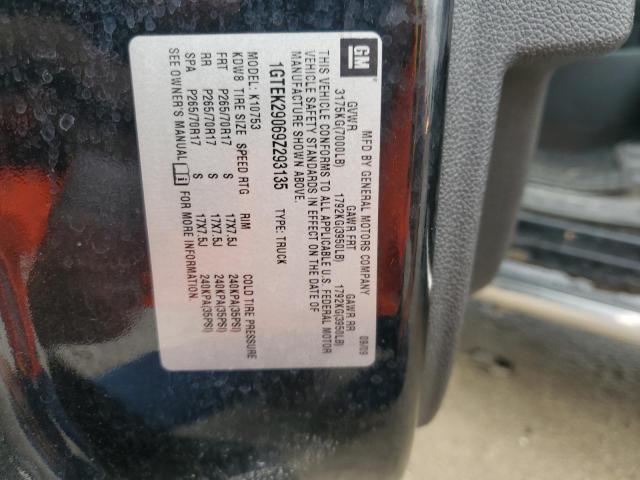 GM
MFD BY GENERAL MOTORS COMPANY 09/09
GVWR GAWR FRT GAWR RR
3175KG(7000LB) 1792KG(3950LB) 1792KG(3950LB)
THIS VEHICLE CONFORMS TO ALL APPLICABLE U.S. FEDERAL MOTOR
VEHICLE SAFETY STANDARDS IN EFFECT ON THE DATE OF
MANUFACTURE SHOWN ABOVE.
1GTEK29069Z293135 TYPE: TRUCK
MODEL: K10753
KDW8 TIRE SIZE SPEED RTG RIM COLD TIRE PRESSURE
FRT P265/70R17 S 17X7.5J 240KPA(35PSI)
RR P265/70R17 S 17X7.5J 240KPA(35PSI)
SPA P265/70R17 S 17X7.5J 240KPA(35PSI)
SEE OWNER'S MANUAL FOR MORE INFORMATION.